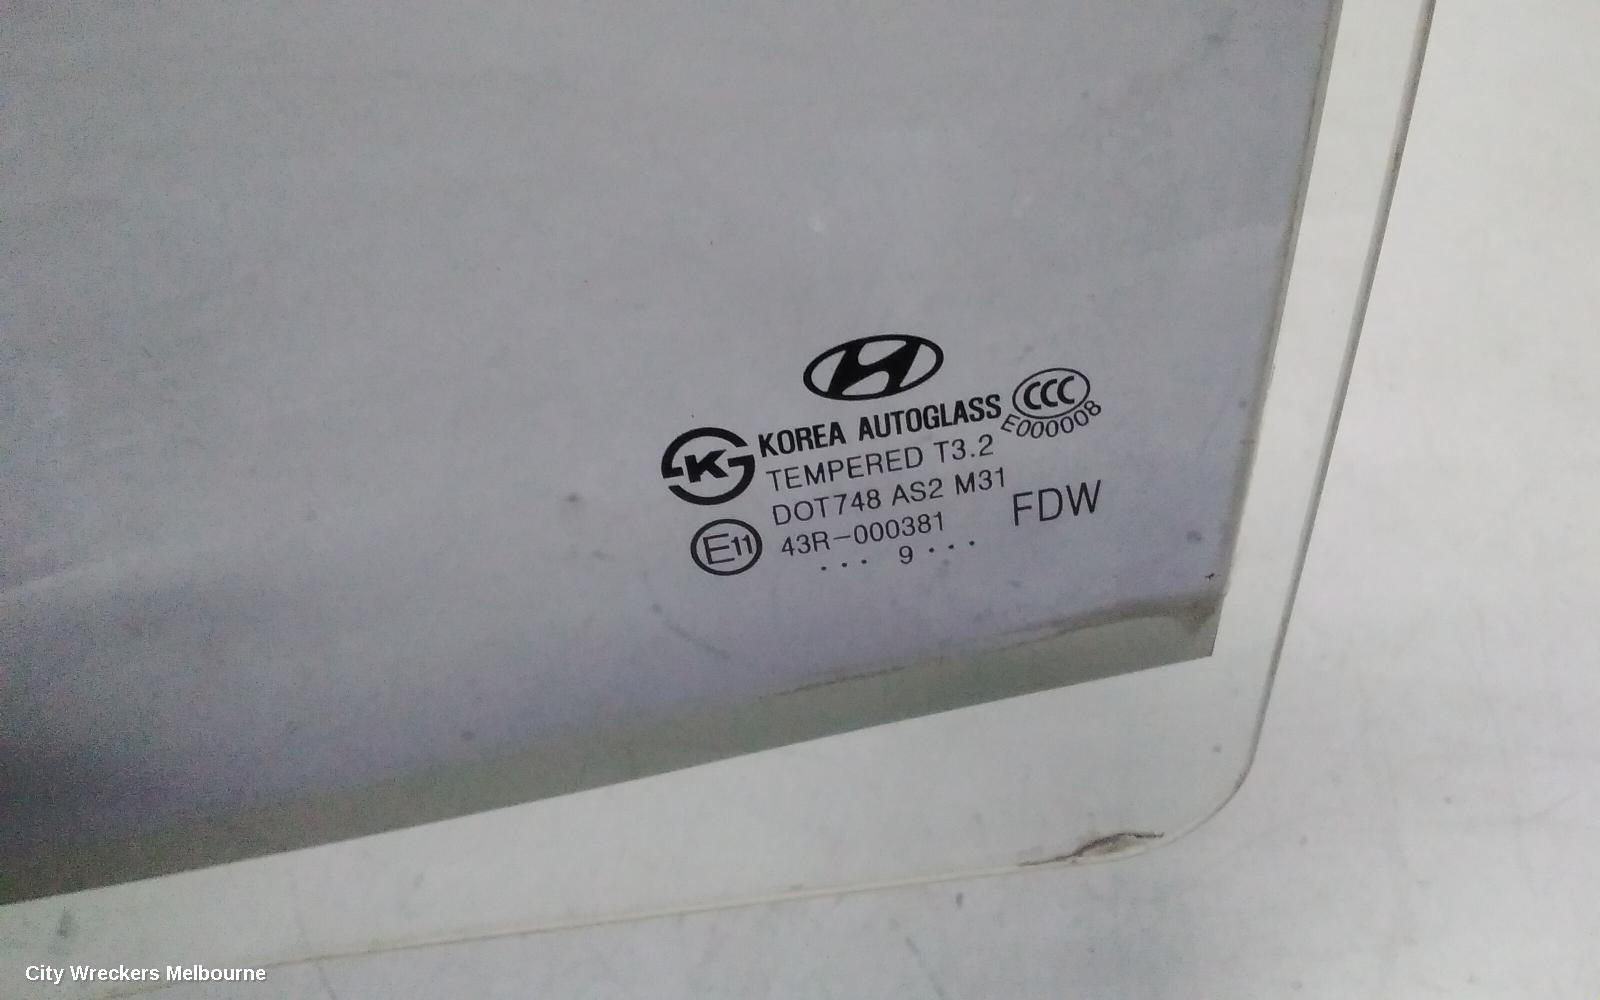 KOREA AUTOGLASS
CCC
E000008
K
TEMPERED T3.2
DOT748 AS2 M31
FDW
E11
43R-000381
... 9 ...
City Wreckers Melbourne